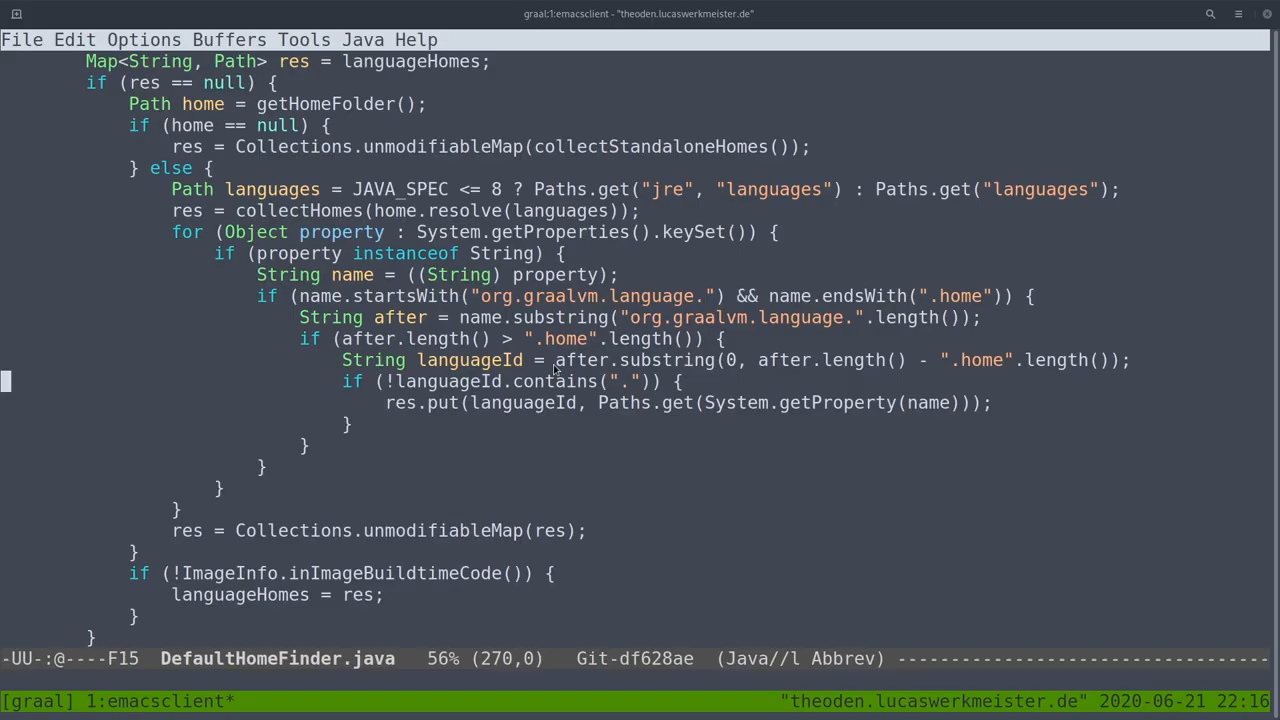 graal:1:emacsclient - "theoden.lucaswerkmeister.de"
File Edit Options Buffers Tools Java Help
        Map<String, Path> res = languageHomes;
        if (res == null) {
            Path home = getHomeFolder();
            if (home == null) {
                res = Collections.unmodifiableMap(collectStandaloneHomes());
            } else {
                Path languages = JAVA_SPEC <= 8 ? Paths.get("jre", "languages") : Paths.get("languages");
                res = collectHomes(home.resolve(languages));
                for (Object property : System.getProperties().keySet()) {
                    if (property instanceof String) {
                        String name = ((String) property);
                        if (name.startsWith("org.graalvm.language.") && name.endsWith(".home")) {
                            String after = name.substring("org.graalvm.language.".length());
                            if (after.length() > ".home".length()) {
                                String languageId = after.substring(0, after.length() - ".home".length());
                                if (!languageId.contains(".")) {
                                    res.put(languageId, Paths.get(System.getProperty(name)));
                                }
                            }
                        }
                    }
                }
                res = Collections.unmodifiableMap(res);
            }
            if (!ImageInfo.inImageBuildtimeCode()) {
                languageHomes = res;
            }
        }
-UU-:@----F15  DefaultHomeFinder.java   56% (270,0)   Git-df628ae  (Java//l Abbrev) -----------------------------------
[graal] 1:emacsclient* "theoden.lucaswerkmeister.de" 2020-06-21 22:16